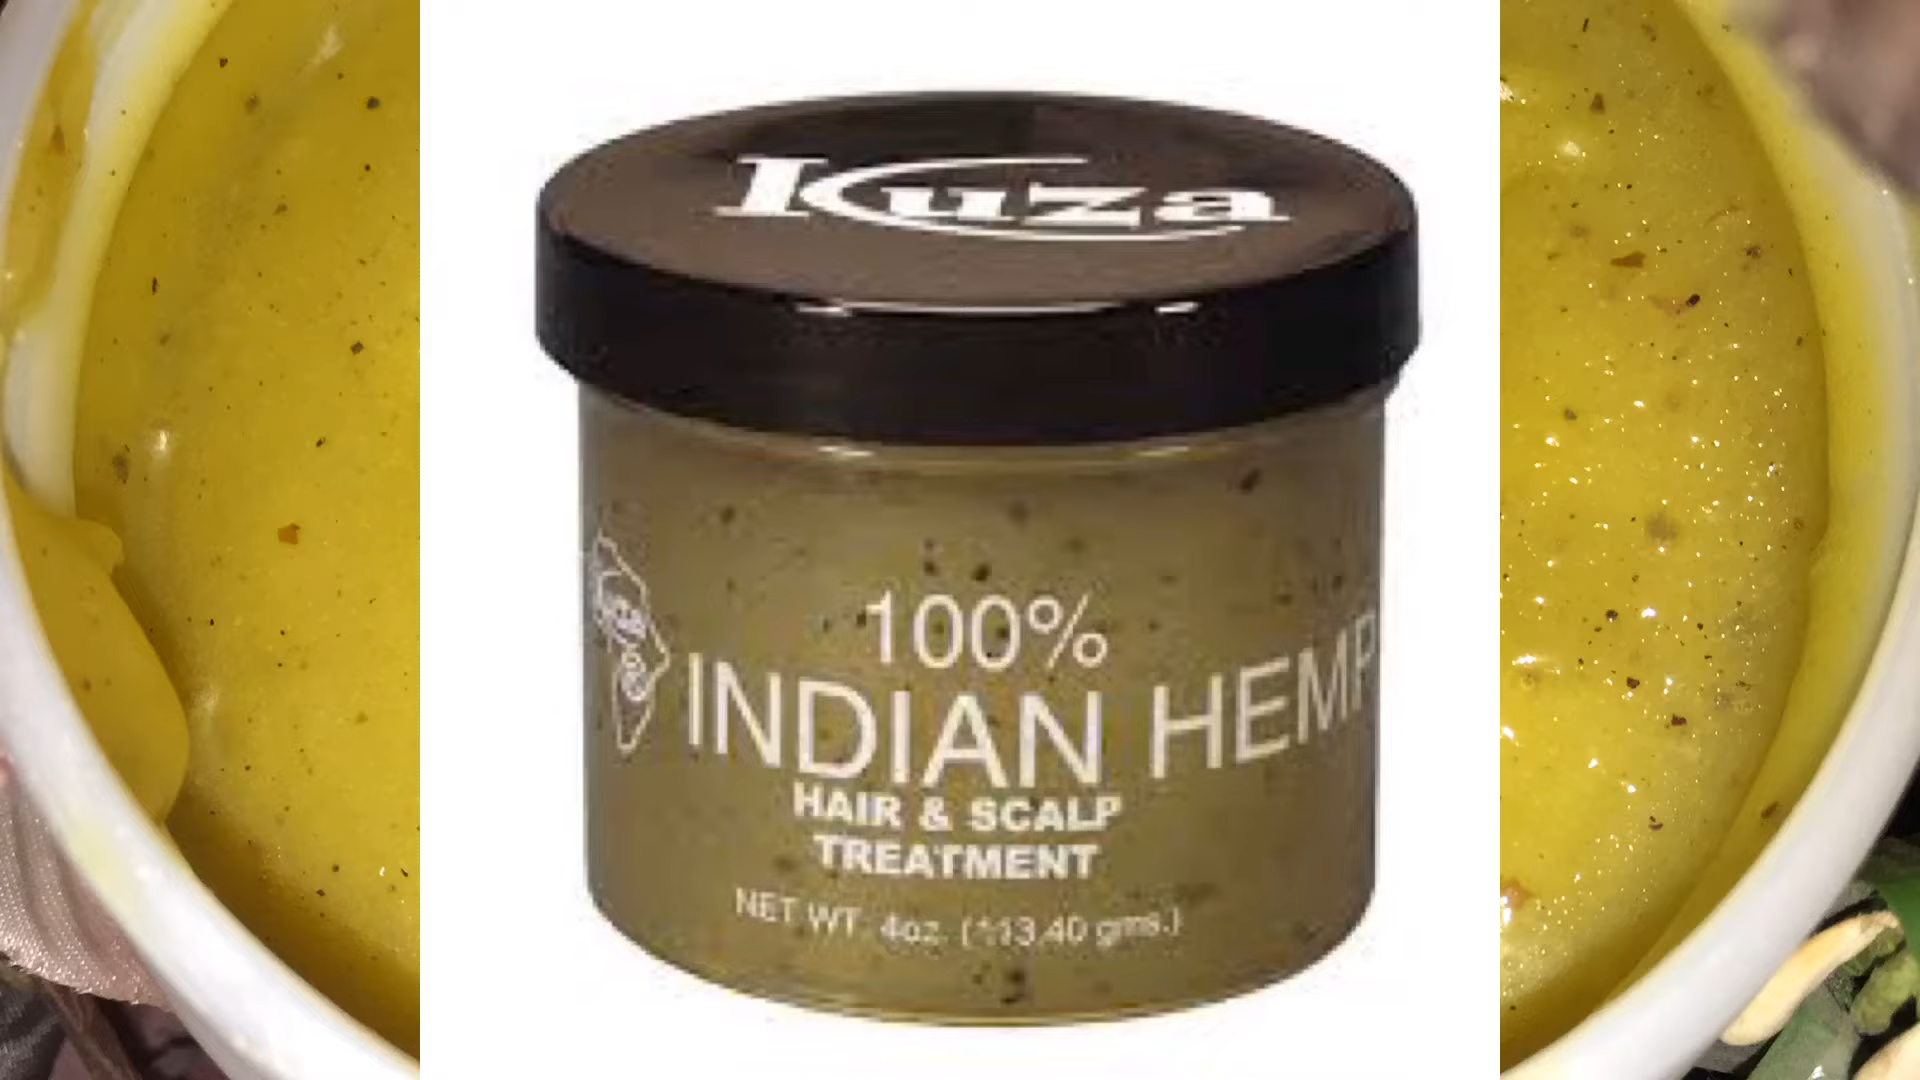 Kuza
100%
INDIAN HEMP
HAIR & SCALP
TREATMENT
NET WT. 4oz. (113.40 gms.)